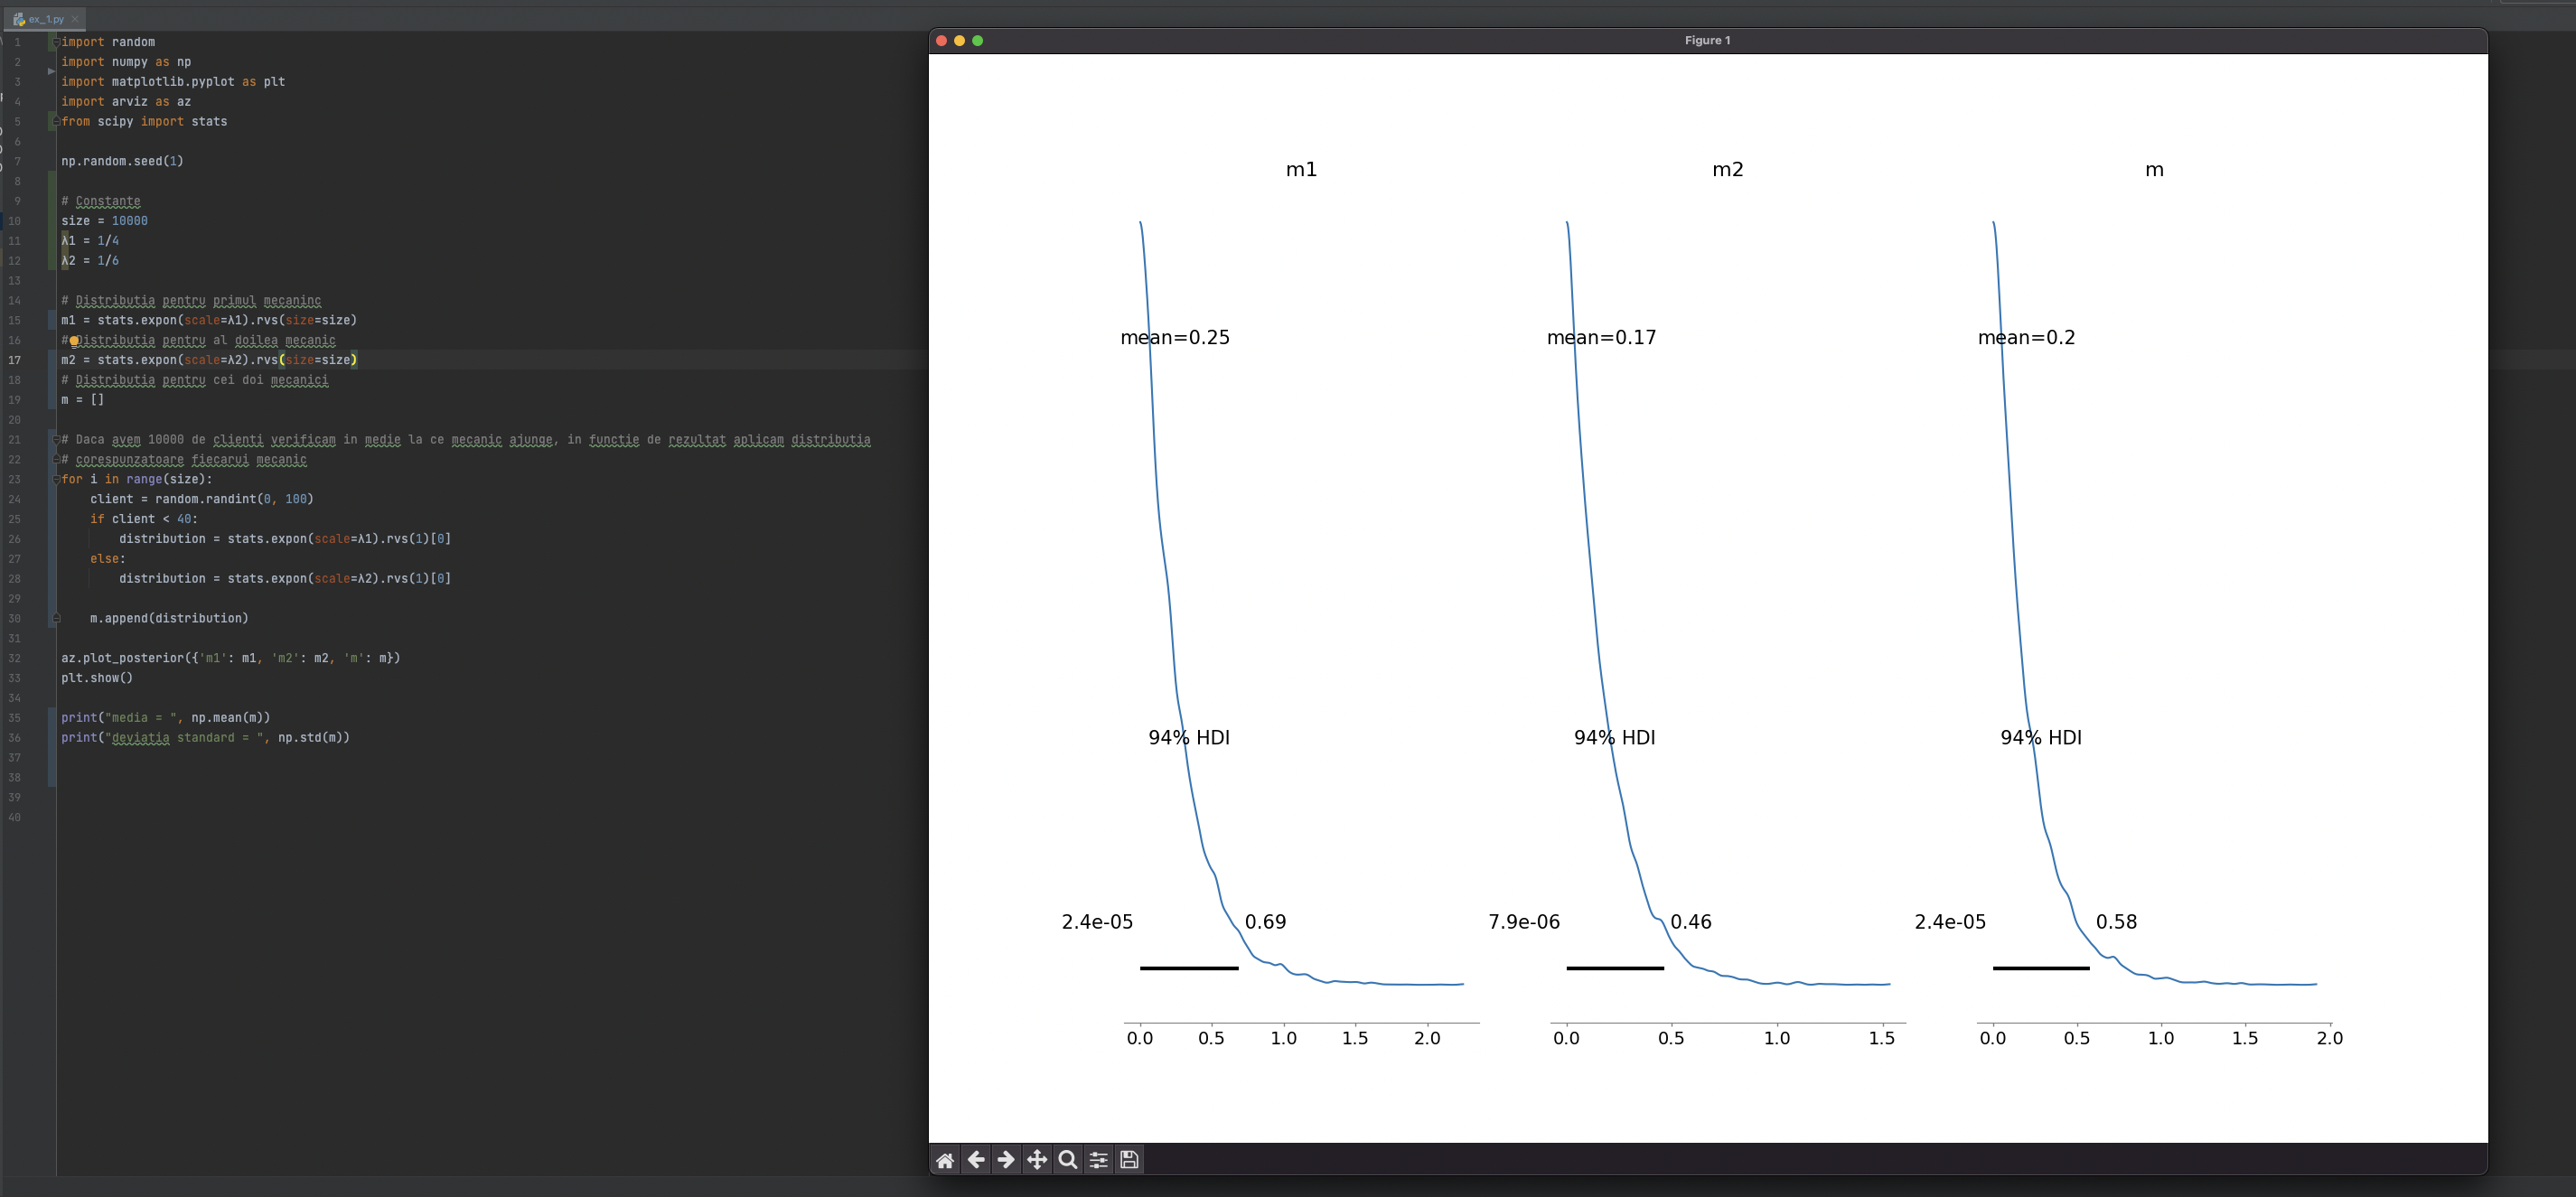 ex_1.py
1 import random
2 import numpy as np
3 import matplotlib.pyplot as plt
4 import arviz as az
5 from scipy import stats
6
7 np.random.seed(1)
8
9 # Constante
10 size = 10000
11 λ1 = 1/4
12 λ2 = 1/6
13
14 # Distributia pentru primul mecaninc
15 m1 = stats.expon(scale=λ1).rvs(size=size)
16 # Distributia pentru al doilea mecanic
17 m2 = stats.expon(scale=λ2).rvs(size=size)
18 # Distributia pentru cei doi mecanici
19 m = []
20
21 # Daca avem 10000 de clienti verificam in medie la ce mecanic ajunge, in functie de rezultat aplicam distributia
22 # corespunzatoare fiecarui mecanic
23 for i in range(size):
24 client = random.randint(0, 100)
25 if client < 40:
26 distribution = stats.expon(scale=λ1).rvs(1)[0]
27 else:
28 distribution = stats.expon(scale=λ2).rvs(1)[0]
29
30 m.append(distribution)
31
32 az.plot_posterior({'m1': m1, 'm2': m2, 'm': m})
33 plt.show()
34
35 print("media = ", np.mean(m))
36 print("deviatia standard = ", np.std(m))
37
38
39
40
Figure 1
m1
mean=0.25
94% HDI
2.4e-05 0.69
0.0 0.5 1.0 1.5 2.0
m2
mean=0.17
94% HDI
7.9e-06 0.46
0.0 0.5 1.0 1.5
m
mean=0.2
94% HDI
2.4e-05 0.58
0.0 0.5 1.0 1.5 2.0